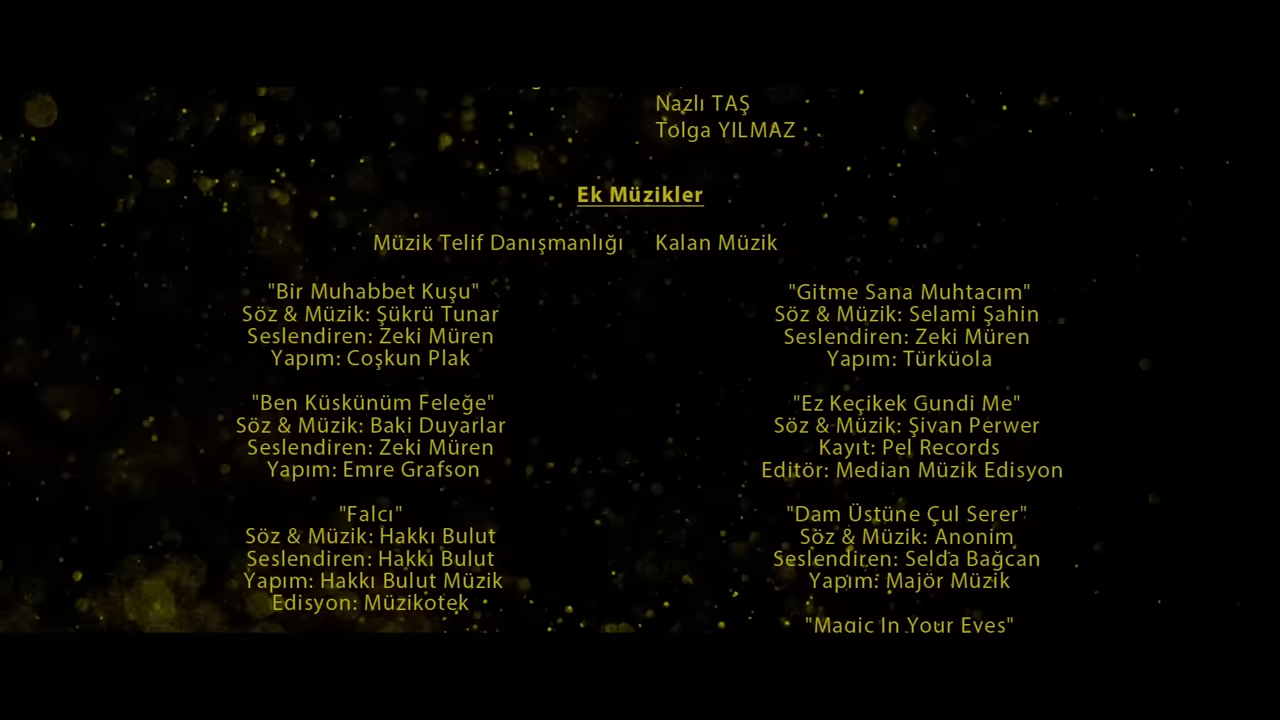 Nazlı TAŞ
Tolga YILMAZ
Ek Müzikler
Müzik Telif Danışmanlığı Kalan Müzik
"Bir Muhabbet Kuşu"
Söz & Müzik: Şükrü Tunar
Seslendiren: Zeki Müren
Yapım: Coşkun Plak
"Ben Küskünüm Feleğe"
Söz & Müzik: Baki Duyarlar
Seslendiren: Zeki Müren
Yapım: Emre Grafson
"Falcı"
Söz & Müzik: Hakkı Bulut
Seslendiren: Hakkı Bulut
Yapım: Hakkı Bulut Müzik
Edisyon: Müzikotek
"Gitme Sana Muhtacım"
Söz & Müzik: Selami Şahin
Seslendiren: Zeki Müren
Yapım: Türküola
"Ez Keçikek Gundi Me"
Söz & Müzik: Şivan Perwer
Kayıt: Pel Records
Editör: Median Müzik Edisyon
"Dam Üstüne Çul Serer"
Söz & Müzik: Anonim
Seslendiren: Selda Bağcan
Yapım: Majör Müzik
"Magic In Your Eyes"